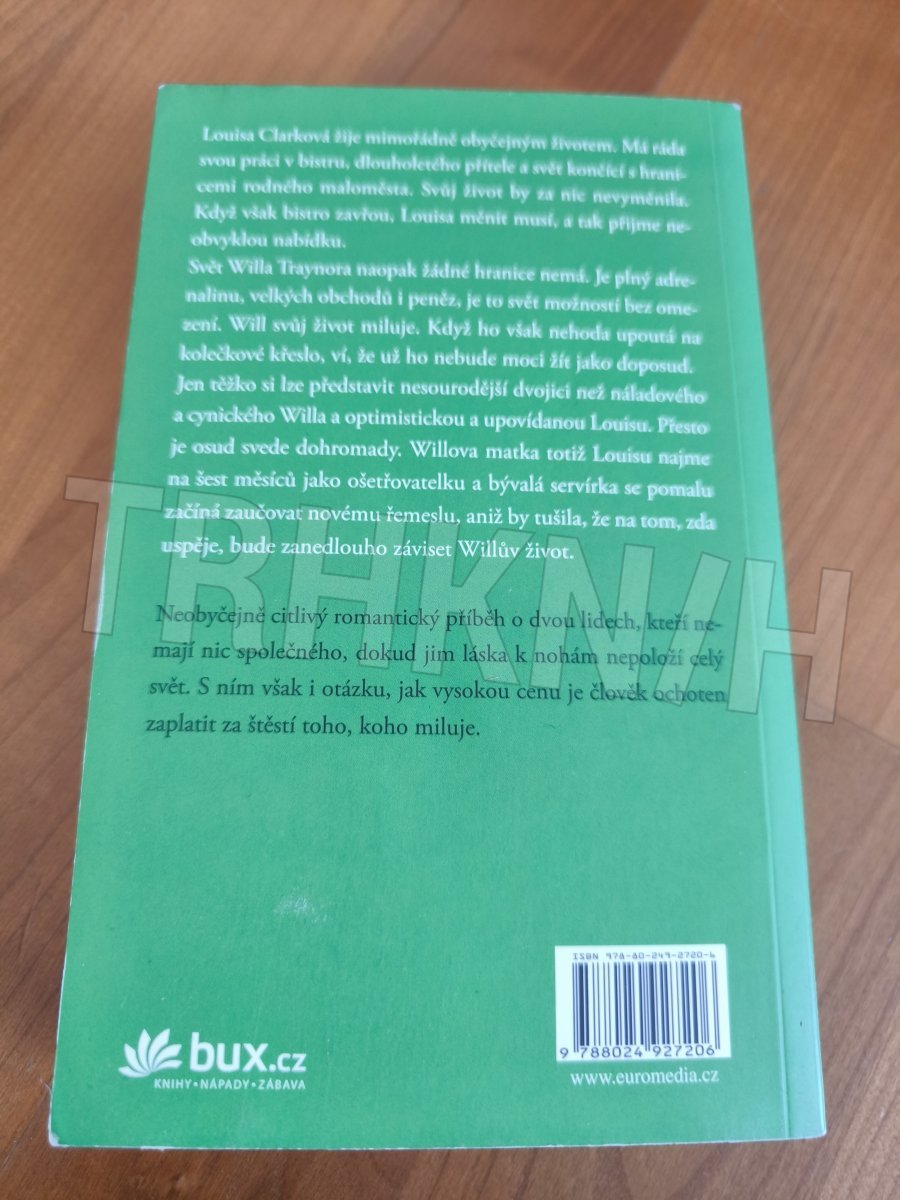 Louisa Clarková žije mimořádně obyčejným životem. Má ráda
svou práci v bistru, dlouholetého přítele a svět končící s hrani-
cemi rodného maloměsta. Svůj život by za nic nevyměnila.
Když však bistro zavřou, Louisa měnit musí, a tak přijme ne-
obvyklou nabídku.
Svět Willa Traynora naopak žádné hranice nemá. Je plný adre-
nalinu, velkých obchodů i peněz, je to svět možností bez ome-
zení. Will svůj život miluje. Když ho však nehoda upoutá na
kolečkové křeslo, ví, že už ho nebude moci žít jako doposud.
Jen těžko si lze představit nesourodější dvojici než náladového
a cynického Willa a optimistickou a upovídanou Louisu. Přesto
je osud svede dohromady. Willova matka totiž Louisu najme
na šest měsíců jako ošetřovatelku a bývalá servírka se pomalu
začíná zaučovat novému řemeslu, aniž by tušila, že na tom, zda
uspěje, bude zanedlouho záviset Willův život.
TRHKNI/H
Neobyčejně citlivý romantický příběh o dvou lidech, kteří ne-
mají nic společného, dokud jim láska k nohám nepoloží celý
svět. S ním však i otázku, jak vysokou cenu je člověk ochoten
zaplatit za štěstí toho, koho miluje.
ISBN 978-80-249-2720-6
9 788024 927206
www.euromedia.cz
bux.cz
KNIHY•NÁPADY•ZÁBAVA